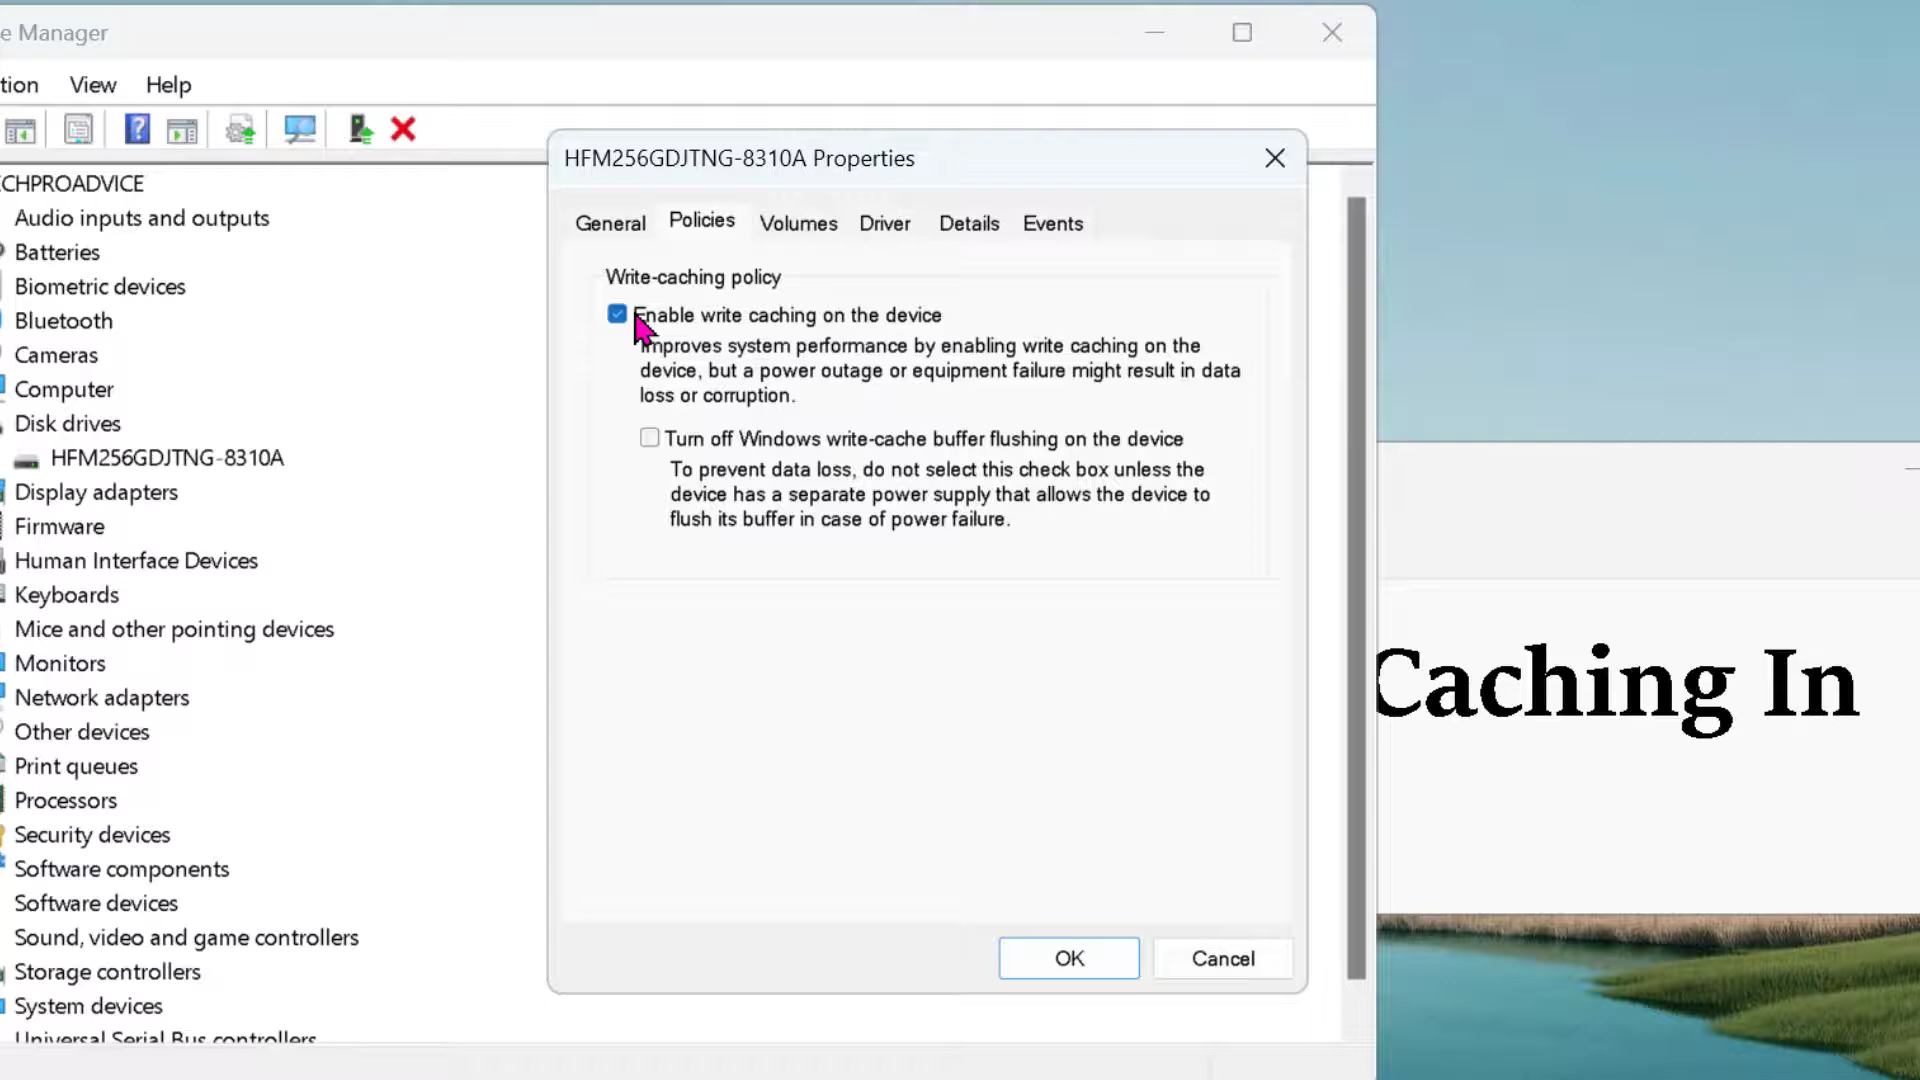 e Manager
tion View Help
HFM256GDJTNG-8310A Properties
General Policies Volumes Driver Details Events
Write-caching policy
Enable write caching on the device
Improves system performance by enabling write caching on the
device, but a power outage or equipment failure might result in data
loss or corruption.
Turn off Windows write-cache buffer flushing on the device
To prevent data loss, do not select this check box unless the
device has a separate power supply that allows the device to
flush its buffer in case of power failure.
OK Cancel
ECHPROADVICE
Audio inputs and outputs
Batteries
Biometric devices
Bluetooth
Cameras
Computer
Disk drives
HFM256GDJTNG-8310A
Display adapters
Firmware
Human Interface Devices
Keyboards
Mice and other pointing devices
Monitors
Network adapters
Other devices
Print queues
Processors
Security devices
Software components
Software devices
Sound, video and game controllers
Storage controllers
System devices
Universal Serial Bus controllers
Caching In